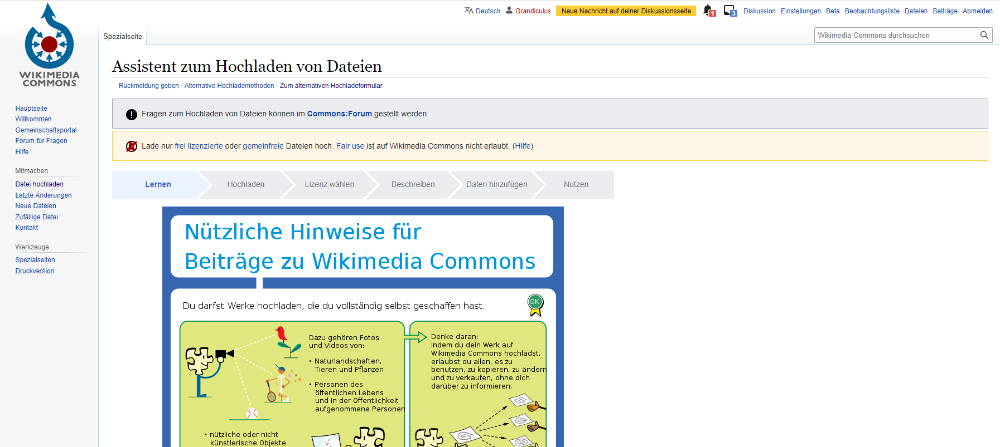 Deutsch
Grandiculus
Neue Nachricht auf deiner Diskussionsseite
1
3
Diskussion Einstellungen Beta Beobachtungsliste Dateien Beiträge Abmelden
WIKIMEDIA
COMMONS
Spezialseite
Wikimedia Commons durchsuchen
Hauptseite
Willkommen
Gemeinschaftsportal
Forum für Fragen
Hilfe
Mitmachen
Datei hochladen
Letzte Änderungen
Neue Dateien
Zufällige Datei
Kontakt
Werkzeuge
Spezialseiten
Druckversion
Assistent zum Hochladen von Dateien
Rückmeldung geben · Alternative Hochlademethoden · Zum alternativen Hochladeformular
Fragen zum Hochladen von Dateien können im Commons:Forum gestellt werden.
Lade nur frei lizenzierte oder gemeinfreie Dateien hoch. Fair use ist auf Wikimedia Commons nicht erlaubt. (Hilfe)
Lernen
Hochladen
Lizenz wählen
Beschreiben
Daten hinzufügen
Nutzen
Nützliche Hinweise für
Beiträge zu Wikimedia Commons
Du darfst Werke hochladen, die du vollständig selbst geschaffen hast.
OK
Dazu gehören Fotos
und Videos von:
• Naturlandschaften,
Tieren und Pflanzen
• Personen des
öffentlichen Lebens
und in der Öffentlichkeit
aufgenommene Personen
• nützliche oder nicht
künstlerische Objekte
Denke daran:
Indem du dein Werk auf
Wikimedia Commons hochlädst,
erlaubst du allen, es zu
benutzen, zu kopieren, zu ändern
und zu verkaufen, ohne dich
darüber zu informieren.